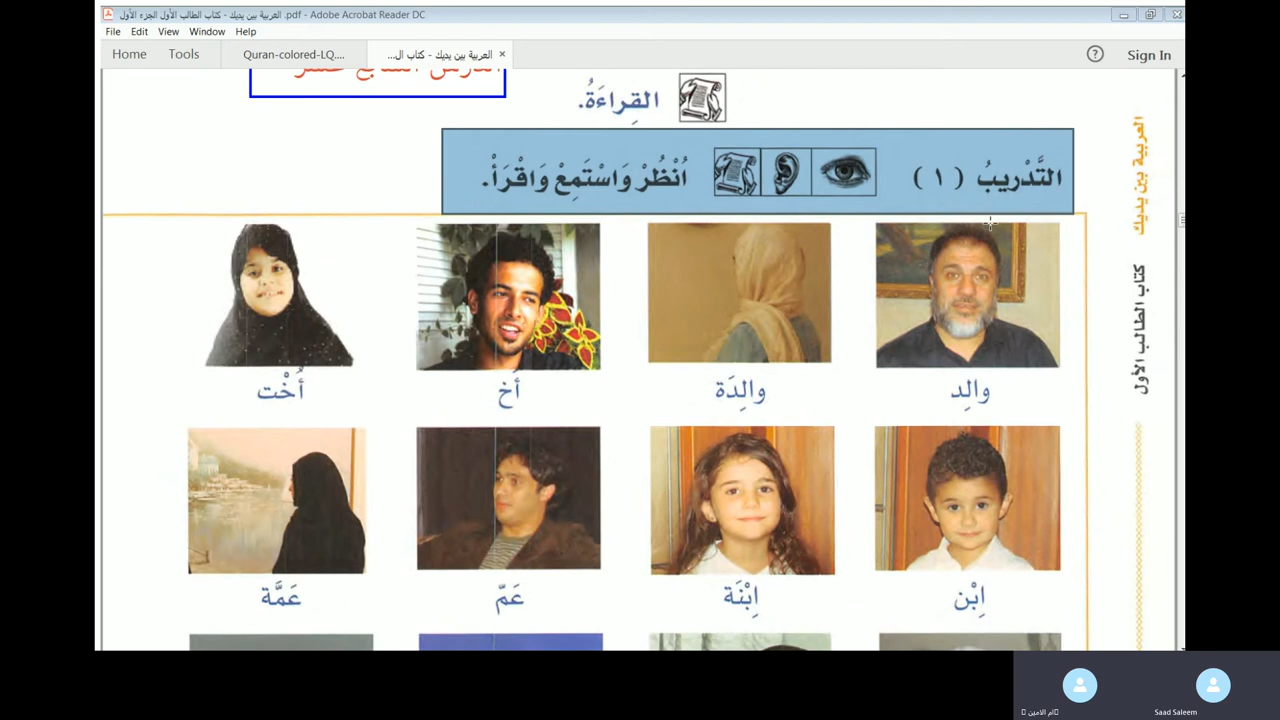 العربية بين يديك - كتاب الطالب الأول الجزء الأول .pdf - Adobe Acrobat Reader DC
File Edit View Window Help
Home Tools Quran-colored-LQ.... العربية بين يديك - كتاب ال... × ? Sign In
القِراءَةُ.
التَّدْريبُ ( ١ ) اُنْظُرْ وَاسْتَمِعْ وَاقْرَأْ.
والِد والِدَة أَخ أُخْت
اِبْن اِبْنَة عَمّ عَمَّة
العربية بين يديك
كتاب الطالب الأول
ام الامين
Saad Saleem